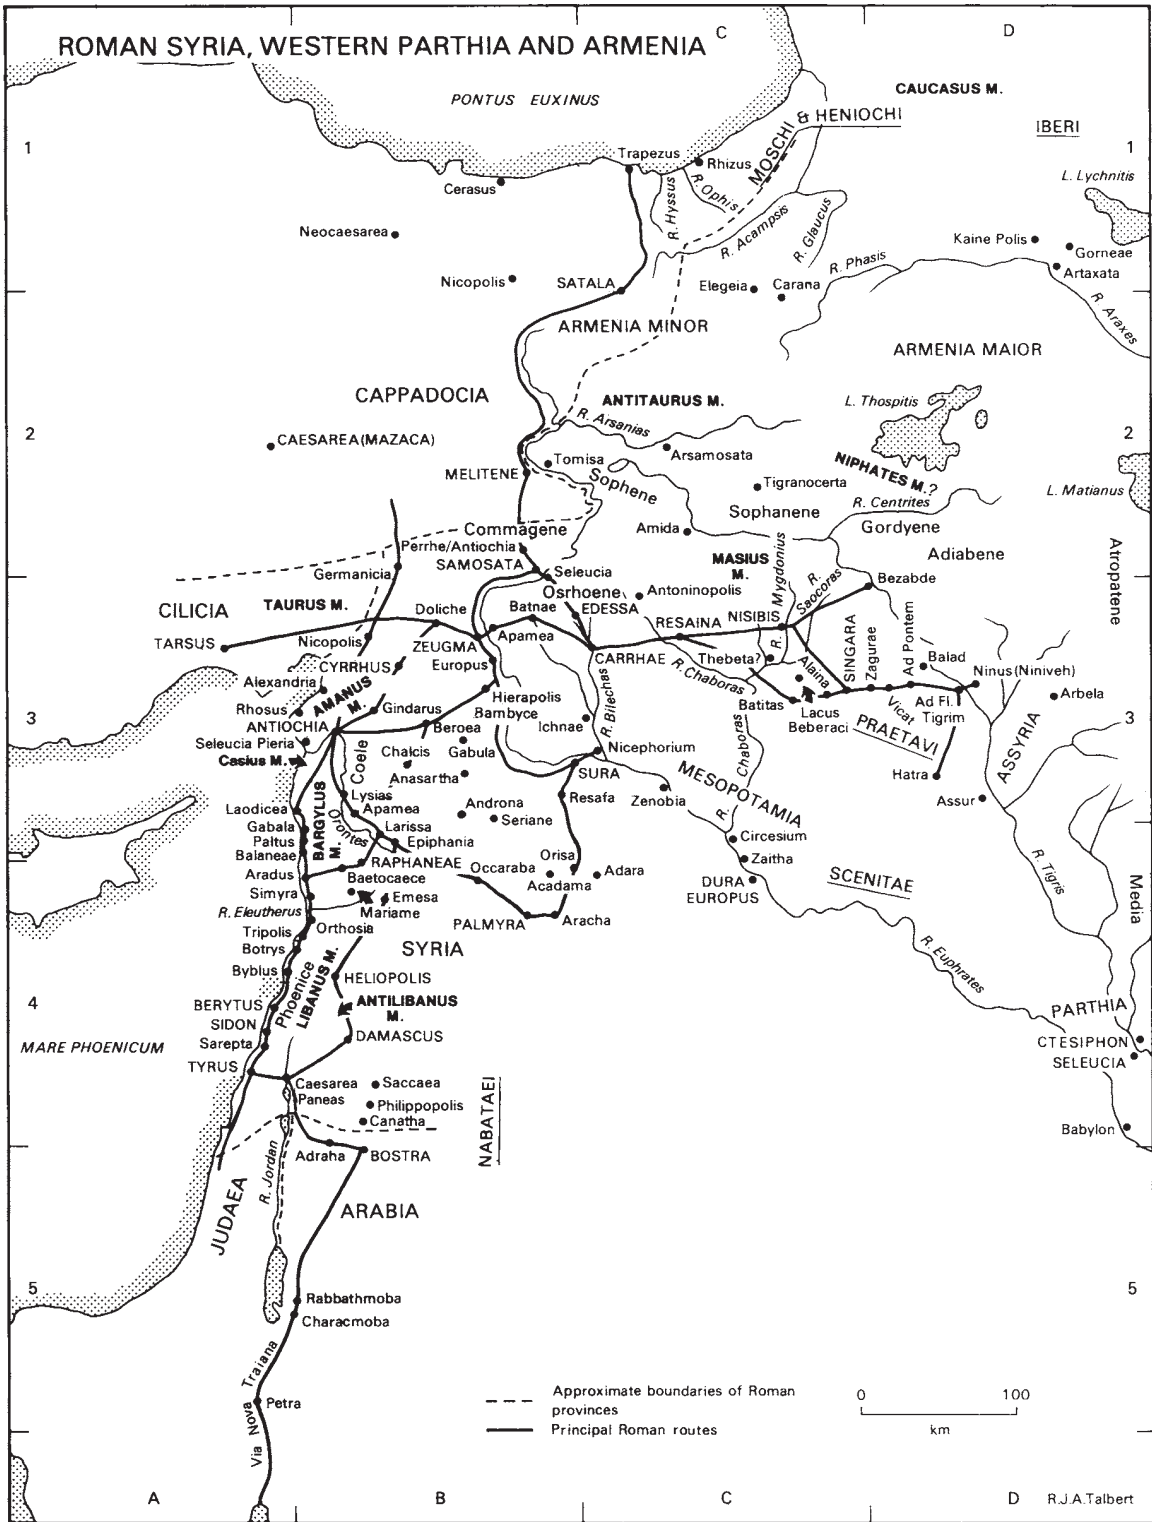 ROMAN SYRIA, WESTERN PARTHIA AND ARMENIA
C
D
PONTUS EUXINUS
CAUCASUS M.
MOSCHI & HENIOCHI
IBERI
1
1
Trapezus
Rhizus
Cerasus
R. Hyssus
R. Ophis
L. Lychnitis
R. Acampsis
R. Glaucus
Neocaesarea
Kaine Polis
Gorneae
Artaxata
R. Phasis
Nicopolis
SATALA
Elegeia
Carana
R. Araxes
ARMENIA MINOR
ARMENIA MAIOR
CAPPADOCIA
ANTITAURUS M.
L. Thospitis
R. Arsanias
2
2
CAESAREA (MAZACA)
Arsamosata
Tomisa
MELITENE
Sophene
NIPHATES M.?
Tigranocerta
L. Matianus
R. Centrites
Sophanene
Gordyene
Commagene
Amida
Perrhe/Antiochia
SAMOSATA
Adiabene
Atropatene
MASIUS
M.
Germanicia
Seleucia
R. Mygdonius
R.
Saocoras
Bezabde
Osrhoene
Antoninopolis
CILICIA
TAURUS M.
Doliche
Batnae
EDESSA
NISIBIS
RESAINA
TARSUS
Nicopolis
ZEUGMA
Apamea
Europus
CARRHAE
Thebeta?
SINGARA
Zagurae
Ad Pontem
Balad
CYRRHUS
R. Chaboras
Alaina
Ninus (Niniveh)
Alexandria
AMANUS
M.
Hierapolis
Bambyce
R. Bilechas
Arbela
Rhosus
Gindarus
Batitas
Lacus
Beberaci
Vicat
Ad Fl.
Tigrim
3
3
ANTIOCHIA
Beroea
Ichnae
PRAETAVI
Seleucia Pieria
Coele
Chalcis
Gabula
Nicephorium
R. Chaboras
ASSYRIA
Casius M.
Anasartha
SURA
MESOPOTAMIA
Hatra
Lysias
Zenobia
Laodicea
Apamea
Androna
Resafa
Assur
Gabala
BARGYLUS
M.
Orontes
Larissa
Seriane
Paltus
Epiphania
Circesium
Balaneae
RAPHANEAE
Orisa
Zaitha
R. Tigris
Aradus
Baetocaece
Occaraba
Acadama
Adara
DURA
EUROPUS
SCENITAE
Media
Simyra
Emesa
R. Eleutherus
Mariame
PALMYRA
Aracha
Tripolis
Orthosia
Botrys
SYRIA
R. Euphrates
Byblus
Phoenice
LIBANUS M.
HELIOPOLIS
4
4
BERYTUS
ANTILIBANUS
M.
PARTHIA
SIDON
DAMASCUS
CTESIPHON
Sarepta
SELEUCIA
MARE PHOENICUM
TYRUS
Caesarea
Paneas
Saccaea
Philippopolis
Canatha
NABATAEI
Babylon
Adraha
BOSTRA
R. Jordan
JUDAEA
ARABIA
5
5
Rabbathmoba
Characmoba
Via Nova Traiana
Petra
Approximate boundaries of Roman
provinces
Principal Roman routes
0
100
km
A
B
C
D
R.J.A.Talbert